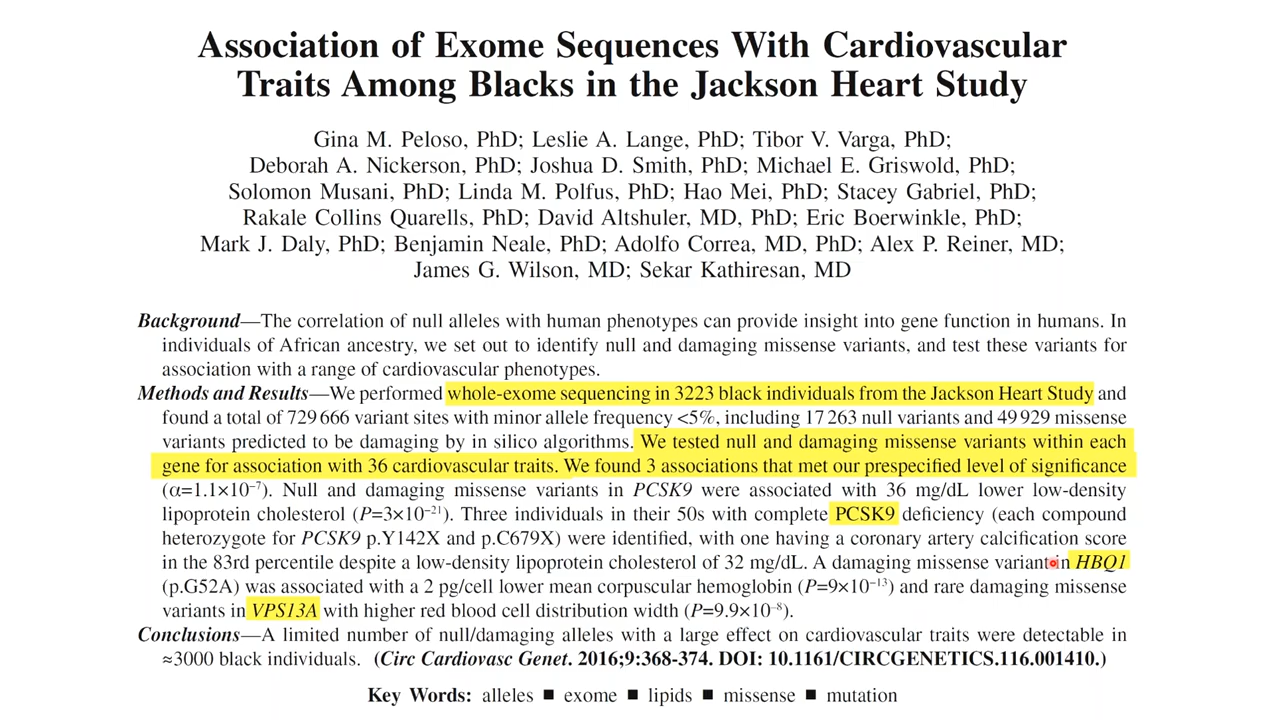 Association of Exome Sequences With Cardiovascular
Traits Among Blacks in the Jackson Heart Study
Gina M. Peloso, PhD; Leslie A. Lange, PhD; Tibor V. Varga, PhD;
Deborah A. Nickerson, PhD; Joshua D. Smith, PhD; Michael E. Griswold, PhD;
Solomon Musani, PhD; Linda M. Polfus, PhD; Hao Mei, PhD; Stacey Gabriel, PhD;
Rakale Collins Quarells, PhD; David Altshuler, MD, PhD; Eric Boerwinkle, PhD;
Mark J. Daly, PhD; Benjamin Neale, PhD; Adolfo Correa, MD, PhD; Alex P. Reiner, MD;
James G. Wilson, MD; Sekar Kathiresan, MD
Background—The correlation of null alleles with human phenotypes can provide insight into gene function in humans. In
individuals of African ancestry, we set out to identify null and damaging missense variants, and test these variants for
association with a range of cardiovascular phenotypes.
Methods and Results—We performed whole-exome sequencing in 3223 black individuals from the Jackson Heart Study and
found a total of 729 666 variant sites with minor allele frequency <5%, including 17 263 null variants and 49 929 missense
variants predicted to be damaging by in silico algorithms. We tested null and damaging missense variants within each
gene for association with 36 cardiovascular traits. We found 3 associations that met our prespecified level of significance
(α=1.1×10⁻⁷). Null and damaging missense variants in PCSK9 were associated with 36 mg/dL lower low-density
lipoprotein cholesterol (P=3×10⁻²¹). Three individuals in their 50s with complete PCSK9 deficiency (each compound
heterozygote for PCSK9 p.Y142X and p.C679X) were identified, with one having a coronary artery calcification score
in the 83rd percentile despite a low-density lipoprotein cholesterol of 32 mg/dL. A damaging missense variant in HBQ1
(p.G52A) was associated with a 2 pg/cell lower mean corpuscular hemoglobin (P=9×10⁻¹³) and rare damaging missense
variants in VPS13A with higher red blood cell distribution width (P=9.9×10⁻⁸).
Conclusions—A limited number of null/damaging alleles with a large effect on cardiovascular traits were detectable in
≈3000 black individuals. (Circ Cardiovasc Genet. 2016;9:368-374. DOI: 10.1161/CIRCGENETICS.116.001410.)
Key Words: alleles ■ exome ■ lipids ■ missense ■ mutation